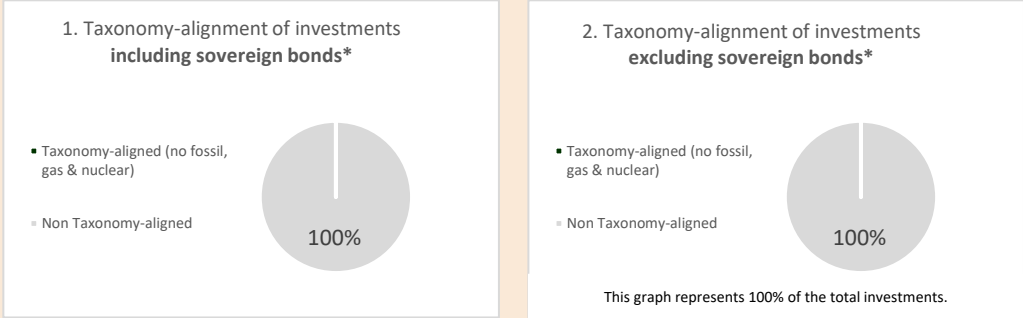 1. Taxonomy-alignment of investments
including sovereign bonds*
Taxonomy-aligned (no fossil,
gas & nuclear)
Non Taxonomy-aligned
100%
2. Taxonomy-alignment of investments
excluding sovereign bonds*
Taxonomy-aligned (no fossil,
gas & nuclear)
Non Taxonomy-aligned
100%
This graph represents 100% of the total investments.